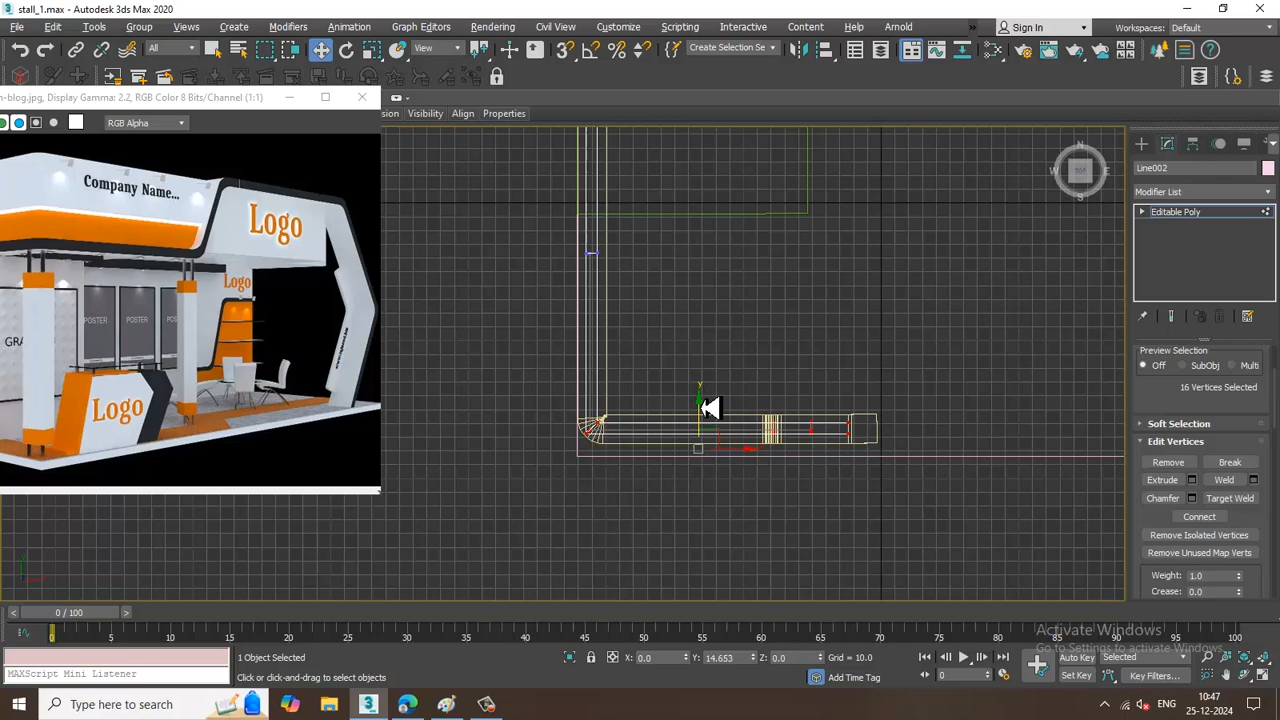 stall_1.max - Autodesk 3ds Max 2020
File Edit Tools Group Views Create Modifiers Animation Graph Editors Rendering Civil View Customize Scripting Interactive Content Arnold Sign In Workspaces: Default
All View Create Selection Se
n-blog.jpg, Display Gamma: 2.2, RGB Color 8 Bits/Channel (1:1)
Visibility Align Properties
RGB Alpha
Company Name...
Logo
Logo
POSTER
POSTER
GRA
Logo
N
W E
S
Line002
Modifier List
Editable Poly
Preview Selection
Off SubObj Multi
16 Vertices Selected
Soft Selection
Edit Vertices
Remove Break
Extrude Weld
Chamfer Target Weld
Connect
Remove Isolated Vertices
Remove Unused Map Verts
Weight: 1.0
Crease: 0.0
y
0 / 100
0 5 10 15 20 25 30 35 40 45 50 55 60 65 70 75 80 85 90 95 100
Activate Windows
Go to Settings to activate Windows.
1 Object Selected
Click or click-and-drag to select objects
MAXScript Mini Listener
X: 0.0 Y: 14.653 Z: 0.0 Grid = 10.0
Add Time Tag
Auto Key Selected
Set Key Key Filters...
0
Type here to search
ENG
10:47
25-12-2024